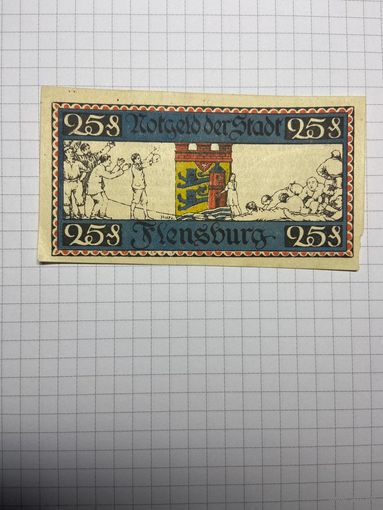 25₰ Notgeld der Stadt 25₰
25₰ Flensburg 25₰